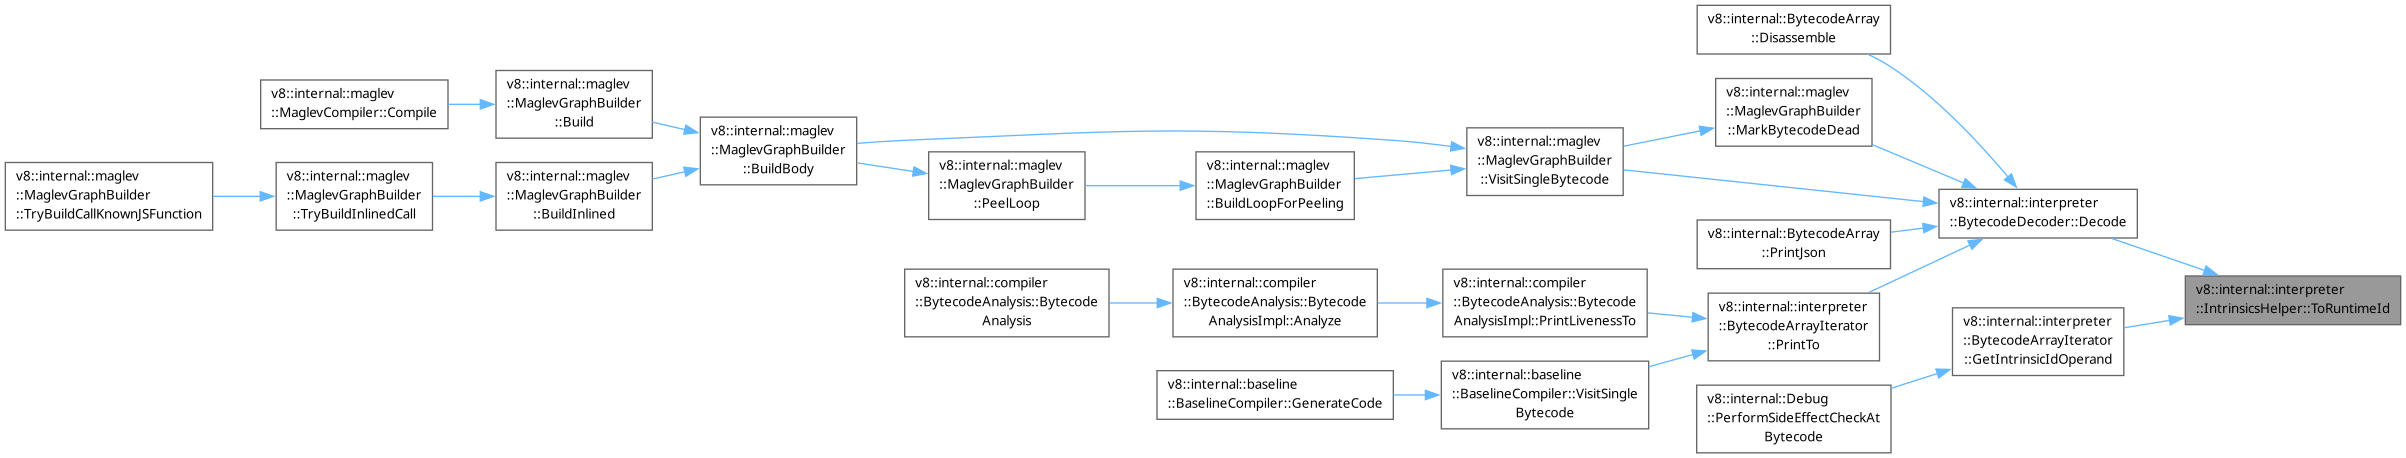 v8::internal::BytecodeArray
::Disassemble
v8::internal::maglev
::MaglevGraphBuilder
::Build
v8::internal::maglev
::MaglevCompiler::Compile
v8::internal::maglev
::MaglevGraphBuilder
::MarkBytecodeDead
v8::internal::maglev
::MaglevGraphBuilder
::BuildBody
v8::internal::maglev
::MaglevGraphBuilder
::VisitSingleBytecode
v8::internal::maglev
::MaglevGraphBuilder
::TryBuildCallKnownJSFunction
v8::internal::maglev
::MaglevGraphBuilder
::TryBuildInlinedCall
v8::internal::maglev
::MaglevGraphBuilder
::BuildInlined
v8::internal::maglev
::MaglevGraphBuilder
::PeelLoop
v8::internal::maglev
::MaglevGraphBuilder
::BuildLoopForPeeling
v8::internal::interpreter
::BytecodeDecoder::Decode
v8::internal::BytecodeArray
::PrintJson
v8::internal::compiler
::BytecodeAnalysis::Bytecode
Analysis
v8::internal::compiler
::BytecodeAnalysis::Bytecode
AnalysisImpl::Analyze
v8::internal::compiler
::BytecodeAnalysis::Bytecode
AnalysisImpl::PrintLivenessTo
v8::internal::interpreter
::BytecodeArrayIterator
::PrintTo
v8::internal::interpreter
::IntrinsicsHelper::ToRuntimeId
v8::internal::interpreter
::BytecodeArrayIterator
::GetIntrinsicIdOperand
v8::internal::baseline
::BaselineCompiler::GenerateCode
v8::internal::baseline
::BaselineCompiler::VisitSingle
Bytecode
v8::internal::Debug
::PerformSideEffectCheckAt
Bytecode